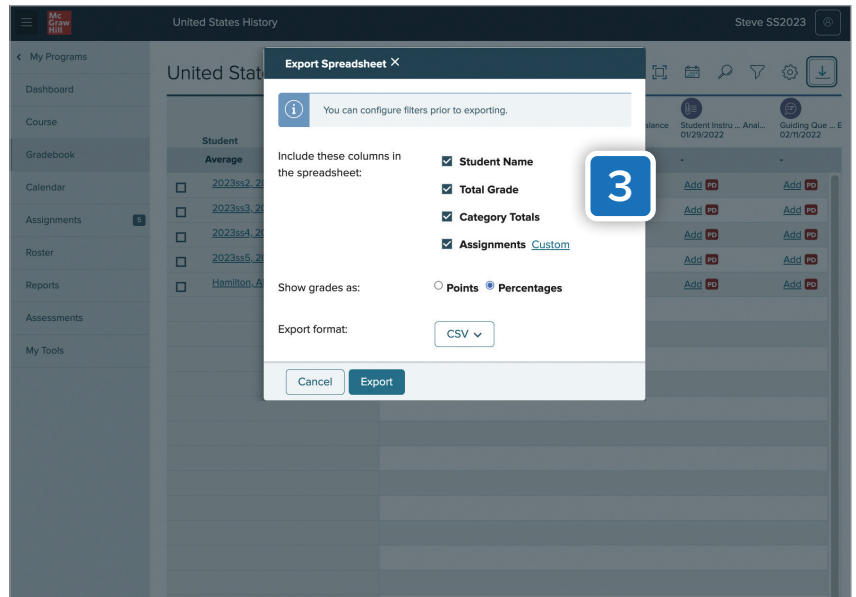 Mc
Graw
Hill
United States History
Steve SS2023
My Programs
Dashboard
Course
Gradebook
Calendar
Assignments 5
Roster
Reports
Assessments
My Tools
United Stat
Export Spreadsheet
You can configure filters prior to exporting.
Include these columns in
the spreadsheet:
Student Name
Total Grade
Category Totals
Assignments Custom
Show grades as:
Points Percentages
Export format:
CSV
Cancel Export
3
alance
Student Instru ... Anal...
01/29/2022
Guiding Que ... E
02/11/2022
Student
Average - -
2023ss2, 20 Add PD Add PD
2023ss3, 20 Add PD Add PD
2023ss4, 20 Add PD Add PD
2023ss5, 20 Add PD Add PD
Hamilton, A Add PD Add PD